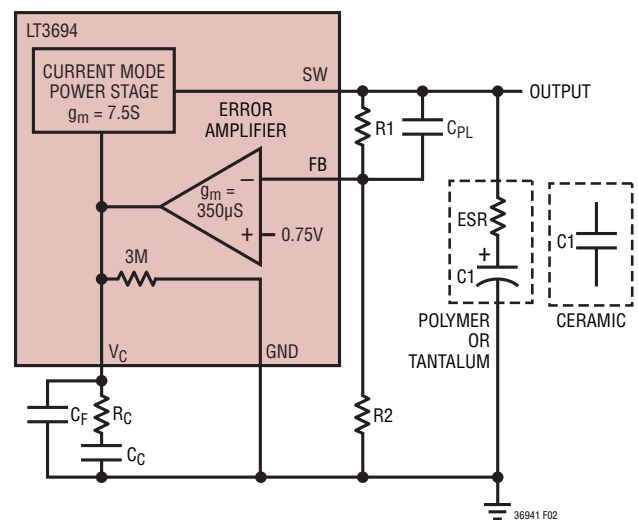 LT3694
CURRENT MODE
POWER STAGE
gm = 7.5S
SW
OUTPUT
ERROR
AMPLIFIER
R1
CPL
FB
gm =
350µS
–
+
0.75V
3M
ESR
+
C1
C1
POLYMER
OR
TANTALUM
CERAMIC
VC
GND
CF
RC
CC
R2
36941 F02